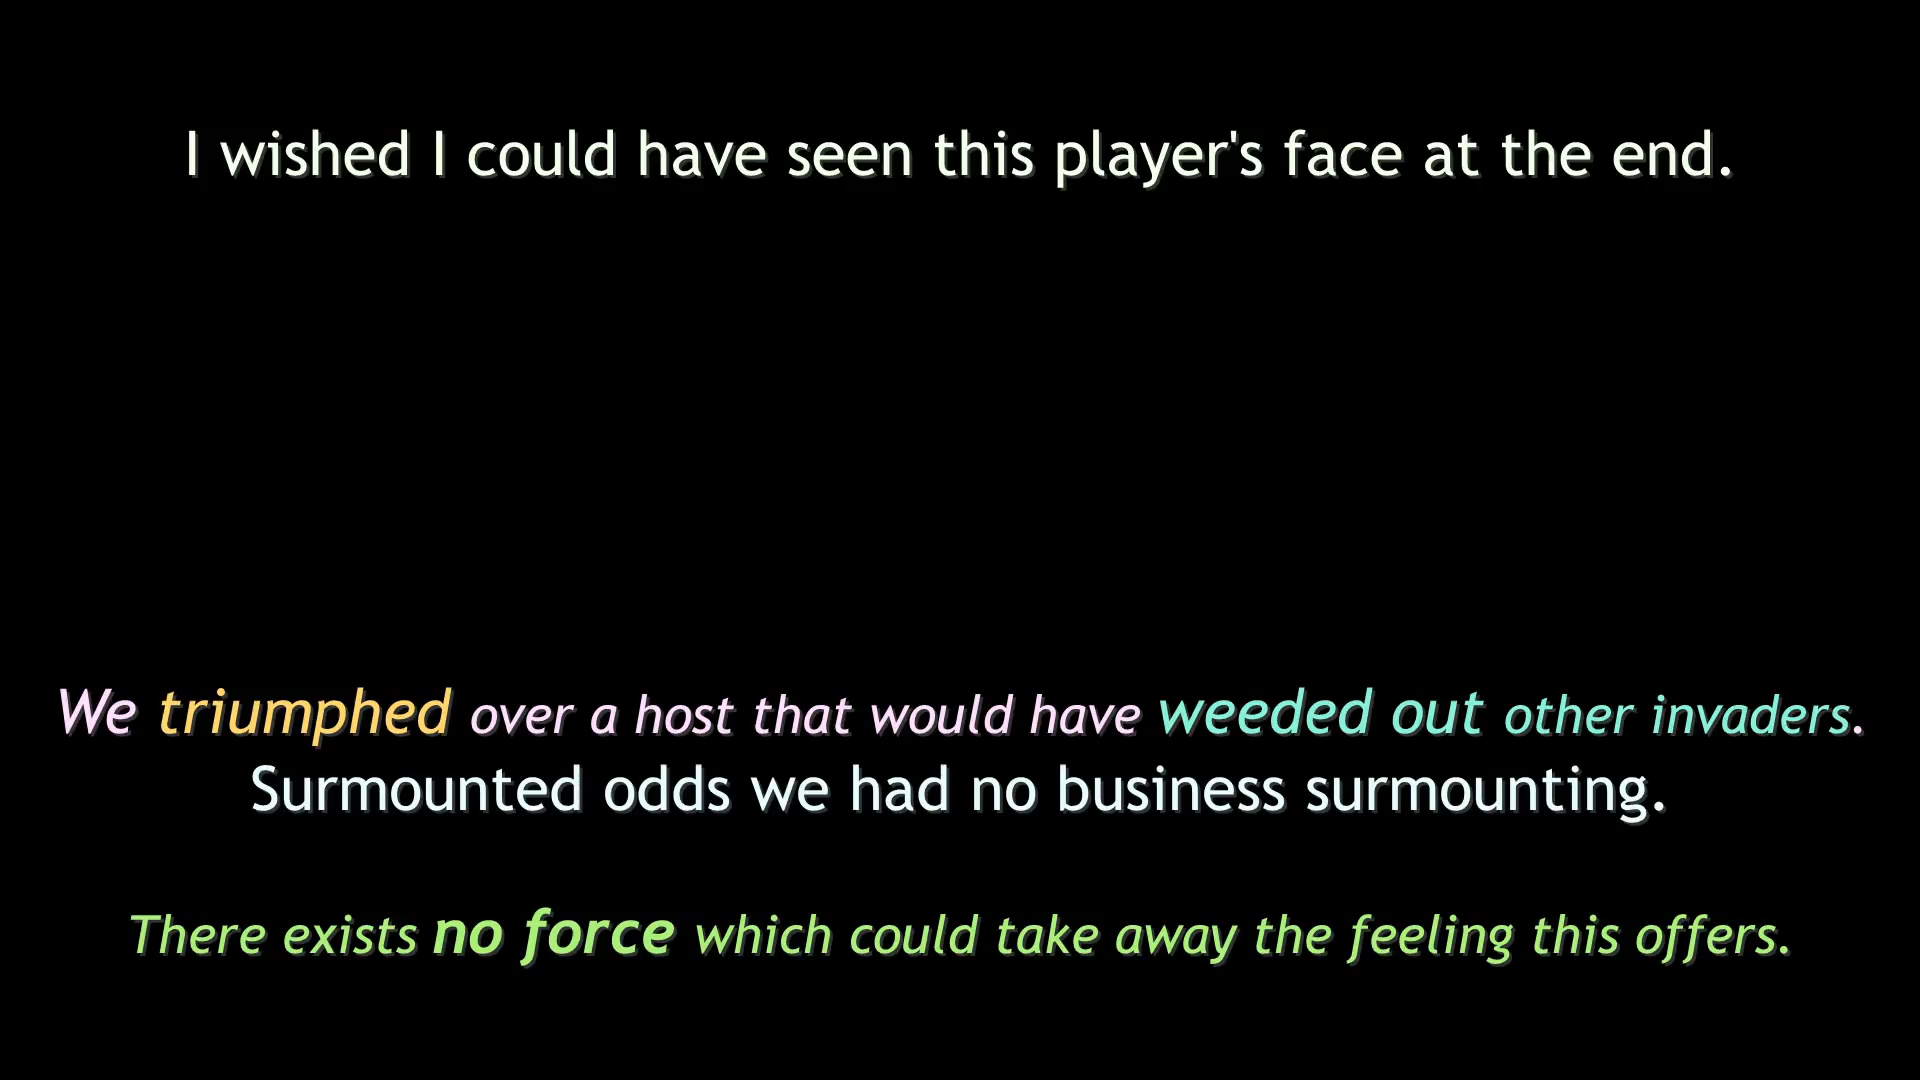 I wished I could have seen this player's face at the end.
We triumphed over a host that would have weeded out other invaders.
Surmounted odds we had no business surmounting.
There exists no force which could take away the feeling this offers.